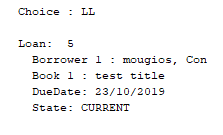 Choice : LL
Loan:  5
  Borrower 1 : mougios, Con
  Book 1 : test title
  DueDate: 23/10/2019
  State: CURRENT